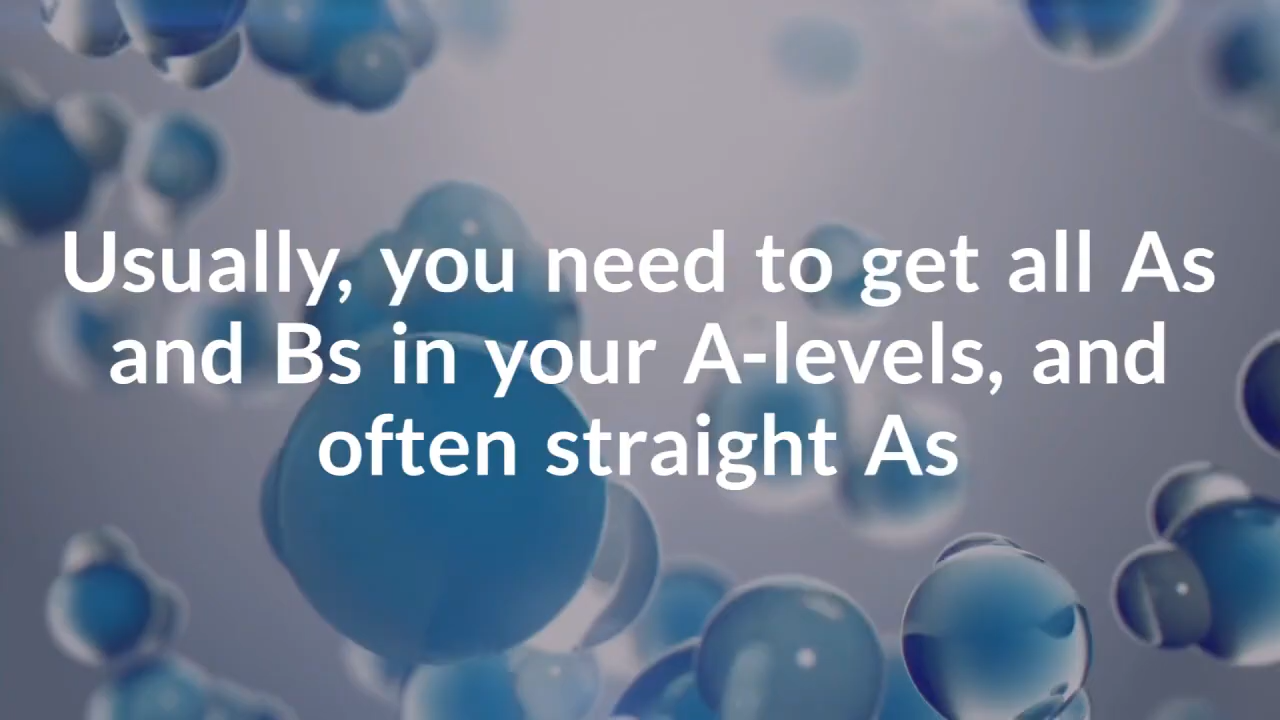 Usually, you need to get all As
and Bs in your A-levels, and
often straight As